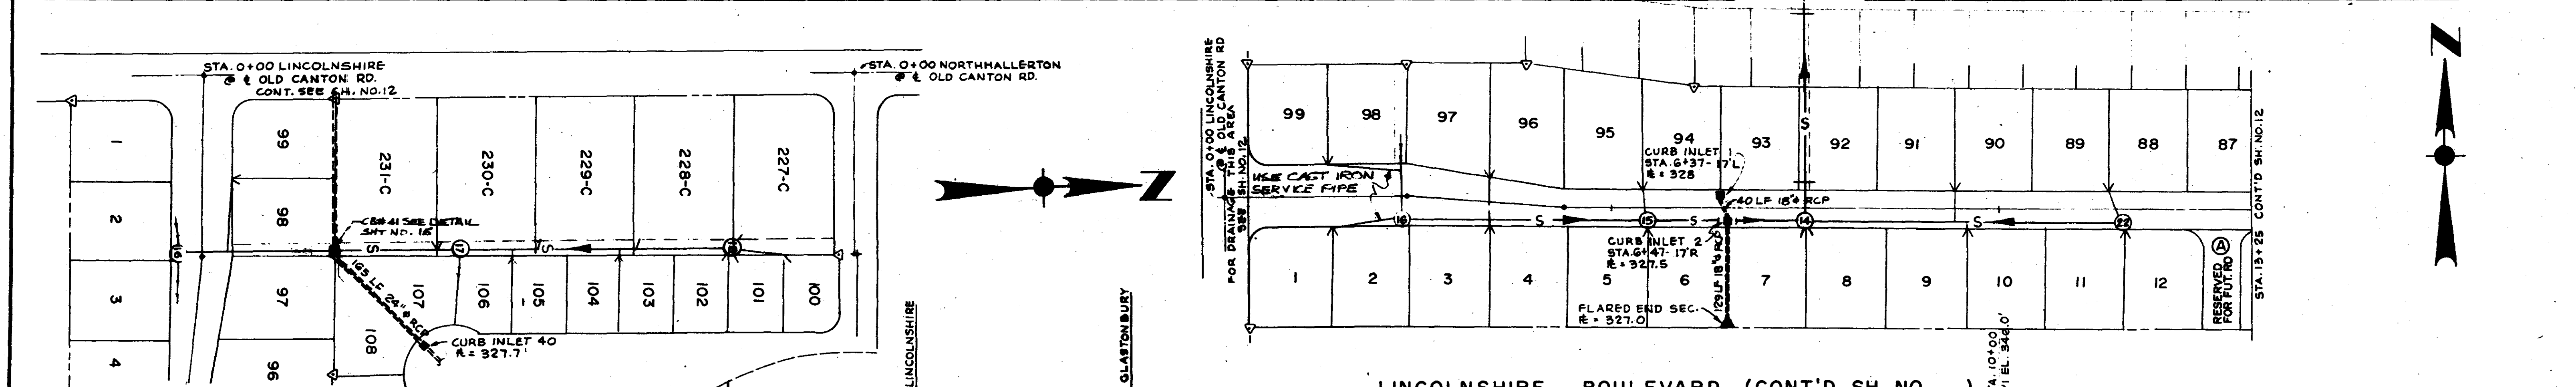 STA. 0+00 LINCOLNSHIRE
@ ℄ OLD CANTON RD.
CONT. SEE SH. NO.12
STA. 0+00 NORTHHALLERTON
@ ℄ OLD CANTON RD.
1
2
3
4
99
98
97
96
231-C
230-C
229-C
228-C
227-C
CB#41 SEE DETAIL
SHT NO. 15
16
S
17
S
18
165 LF 24"⌀ RCP
107
106
105
104
103
102
101
100
108
CURB INLET 40
℄ = 327.7'
N
LINCOLNSHIRE
GLASTONBURY
STA. 0+00 LINCOLNSHIRE
@ ℄ OLD CANTON RD
FOR DRAINAGE THIS AREA
SEE SH. NO. 12
99
98
97
96
95
94
93
92
91
90
89
88
87
S
CURB INLET 1
STA. 6+37-17'L
= 328
USE CAST IRON
SERVICE PIPE
40 LF 18"⌀ RCP
16
S
15
S
14
S
22
CURB INLET 2
STA. 6+47-17'R
= 327.5
129 LF 18"⌀ RCP
FLARED END SEC.
= 327.0
1
2
3
4
5
6
7
8
9
10
11
12
A
RESERVED
FOR FUT. RD
STA. 13+25 CONT'D SH. NO. 12
N
STA. 10+00
EL. 346.0'
LINCOLNSHIRE BOULEVARD (CONT'D SH. NO. )